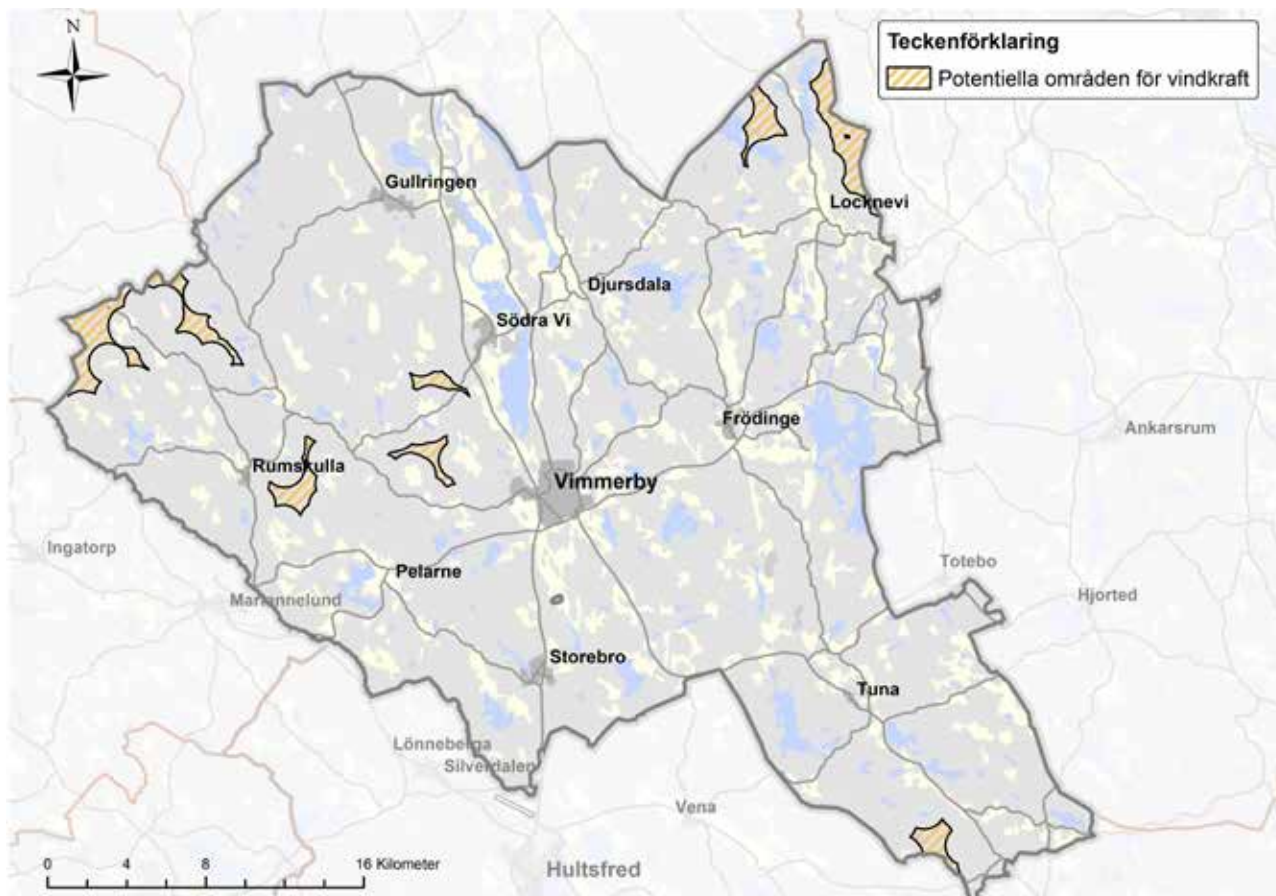 N
Teckenförklaring
Potentiella områden för vindkraft
Gullringen
Locknevi
Djursdala
Södra Vi
Frödinge
Ankarsrum
Rumskulla
Vimmerby
Ingatorp
Totebo
Pelarne
Mariannelund
Hjorted
Storebro
Tuna
Lönneberga
Silverdalen
Vena
0 4 8 16 Kilometer
Hultsfred